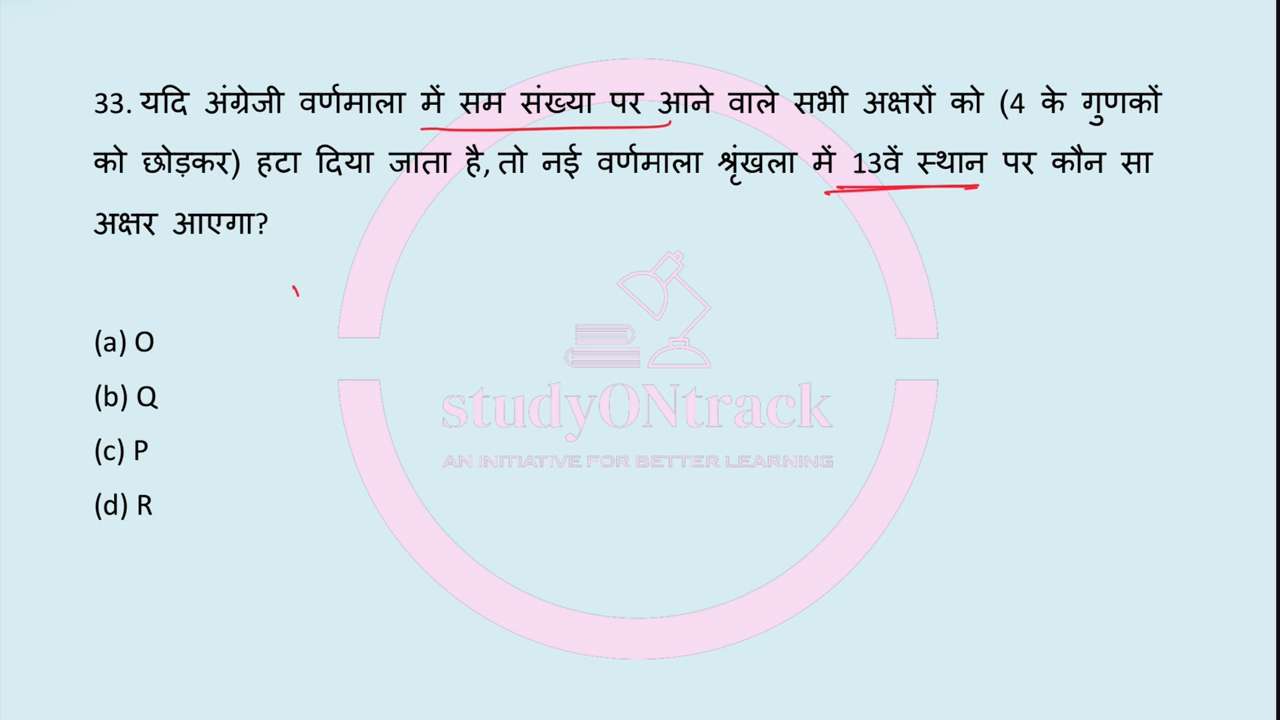 33. यदि अंग्रेजी वर्णमाला में सम संख्या पर आने वाले सभी अक्षरों को (4 के गुणकों
को छोड़कर) हटा दिया जाता है, तो नई वर्णमाला श्रृंखला में 13वें स्थान पर कौन सा
अक्षर आएगा?
(a) O
(b) Q
(c) P
(d) R
studyONtrack
AN INITIATIVE FOR BETTER LEARNING